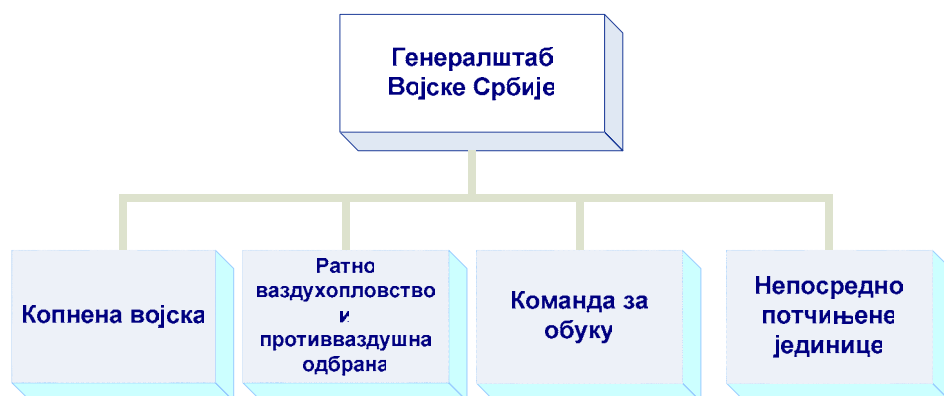 Генералштаб
Војске Србије
Копнена војска
Ратно
ваздухопловство
и
противваздушна
одбрана
Команда за
обуку
Непосредно
потчињене
јединице